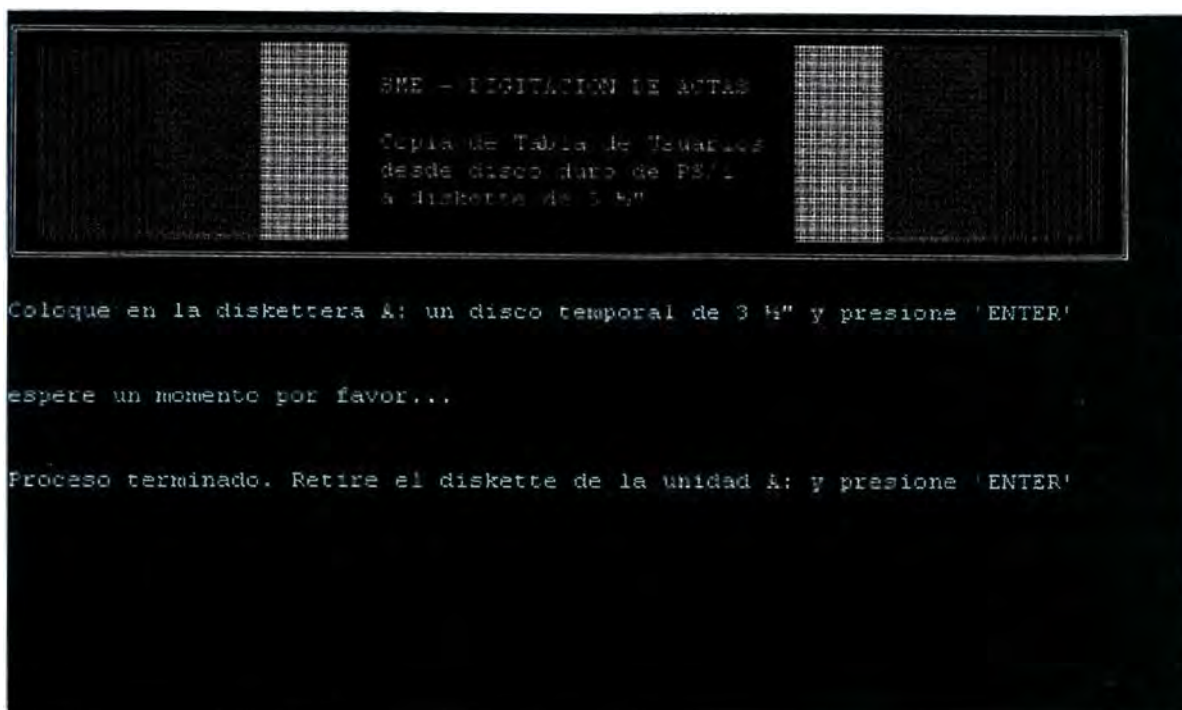 SME - DIGITACION DE ACTAS
Copia de Tabla de Usuarios
desde disco duro de PS/1
a diskette de 3 ½"
Coloque en la diskettera A: un disco temporal de 3 ½" y presione 'ENTER'
espere un momento por favor...
Proceso terminado. Retire el diskette de la unidad A: y presione 'ENTER'